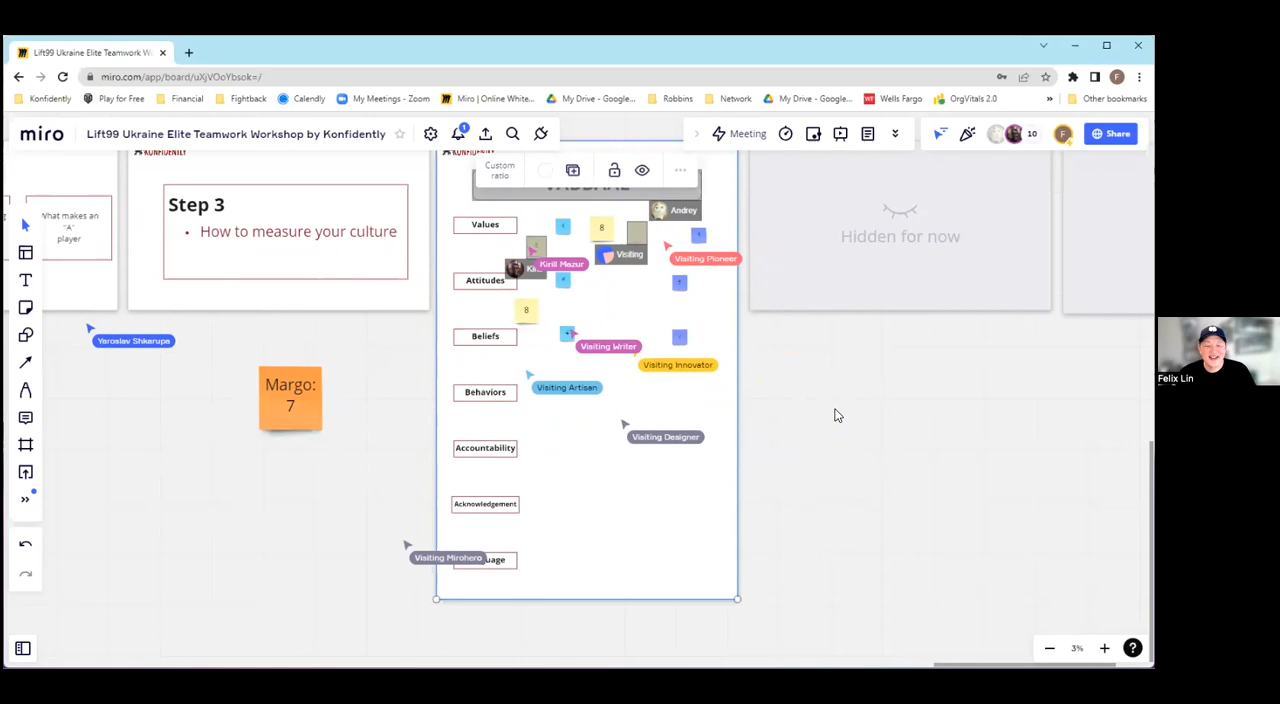 Lift99 Ukraine Elite Teamwork W
miro.com/app/board/uXjVOoYbsok=/
Konfidently
Play for Free
Financial
Fightback
Calendly
My Meetings - Zoom
Miro | Online White...
My Drive - Google...
Robbins
Network
My Drive - Google...
Wells Fargo
OrgVitals 2.0
Other bookmarks
miro
Lift99 Ukraine Elite Teamwork Workshop by Konfidently
1
Meeting
10
F
Share
KONFIDENTLY
Custom
ratio
What makes an
"A"
player
Step 3
• How to measure your culture
Values
8
Andrey
Visiting
Visiting Pioneer
Kirill Mazur
Attitudes
8
Beliefs
Visiting Writer
Visiting Innovator
Visiting Artisan
Behaviors
Visiting Designer
Accountability
Acknowledgement
Visiting Mirohero
uage
Hidden for now
Yaroslav Shkarupa
Margo:
7
3%
Felix Lin